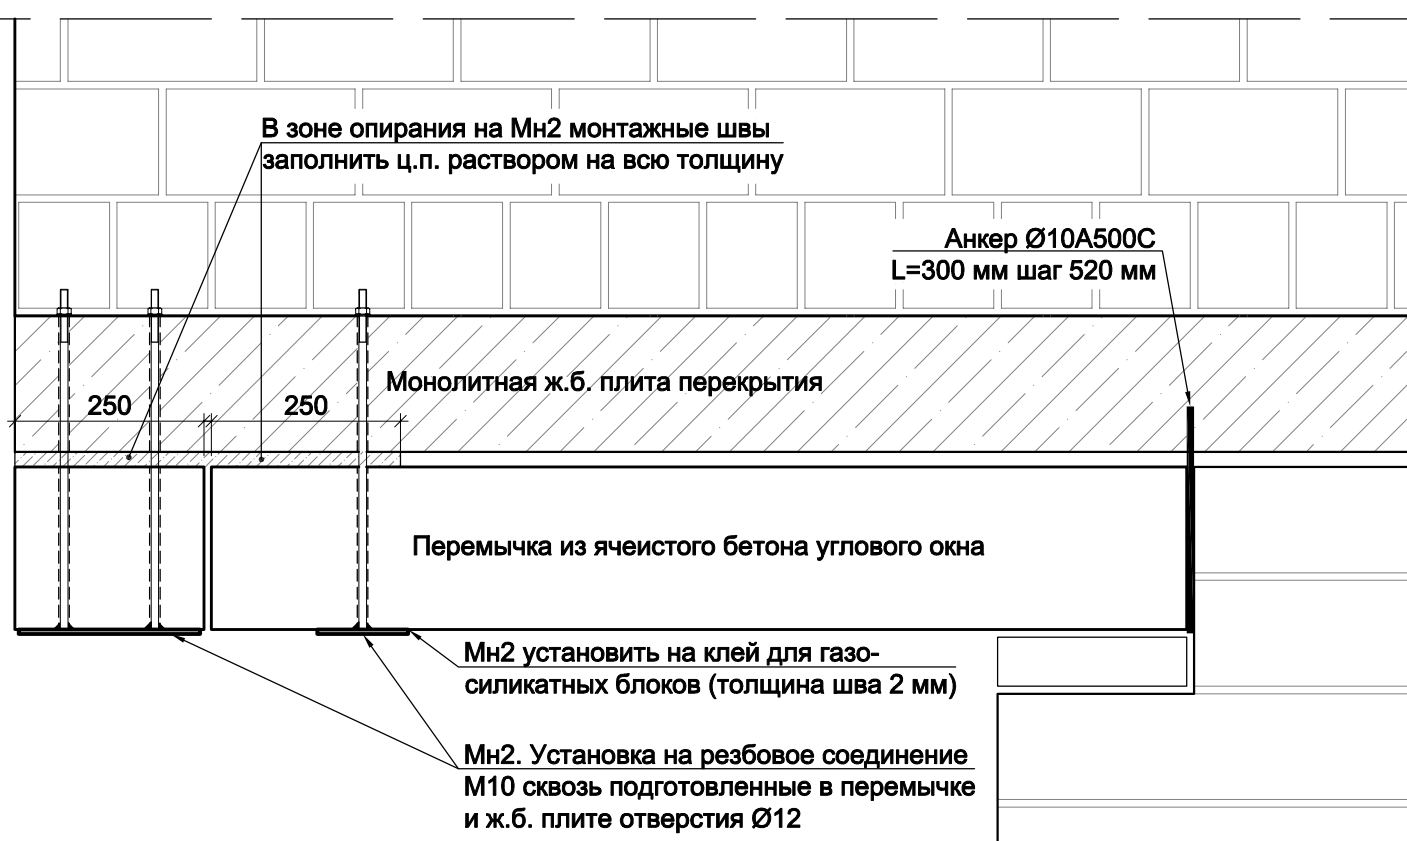 В зоне опирания на Мн2 монтажные швы
заполнить ц.п. раствором на всю толщину
Анкер Ø10А500С
L=300 мм шаг 520 мм
Монолитная ж.б. плита перекрытия
250
250
Перемычка из ячеистого бетона углового окна
Мн2 установить на клей для газо-
силикатных блоков (толщина шва 2 мм)
Мн2. Установка на резбовое соединение
М10 сквозь подготовленные в перемычке
и ж.б. плите отверстия Ø12